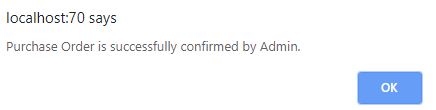 localhost:70 says
Purchase Order is successfully confirmed by Admin.
OK